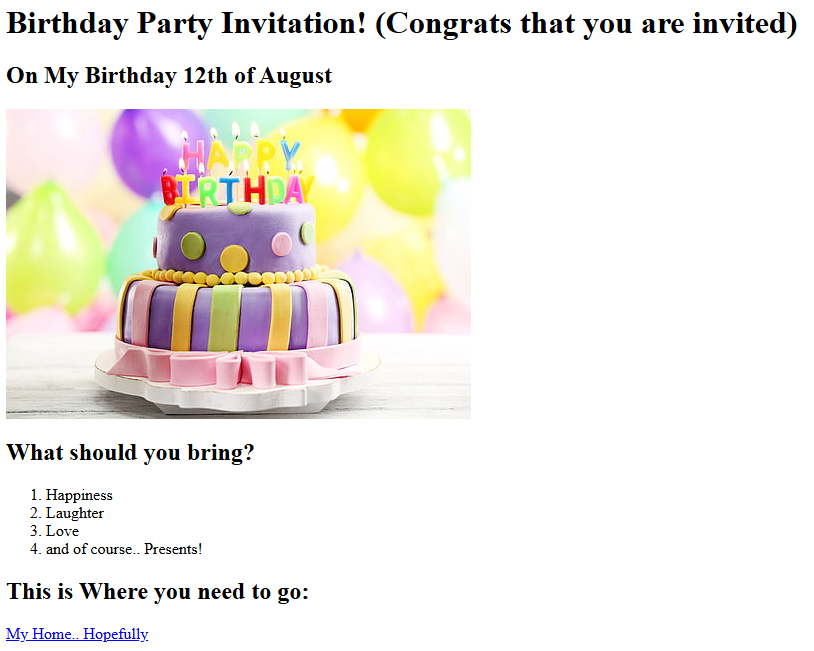 Birthday Party Invitation! (Congrats that you are invited)
On My Birthday 12th of August
HAPPY
BIRTHDAY
What should you bring?
1. Happiness
2. Laughter
3. Love
4. and of course.. Presents!
This is Where you need to go:
My Home.. Hopefully